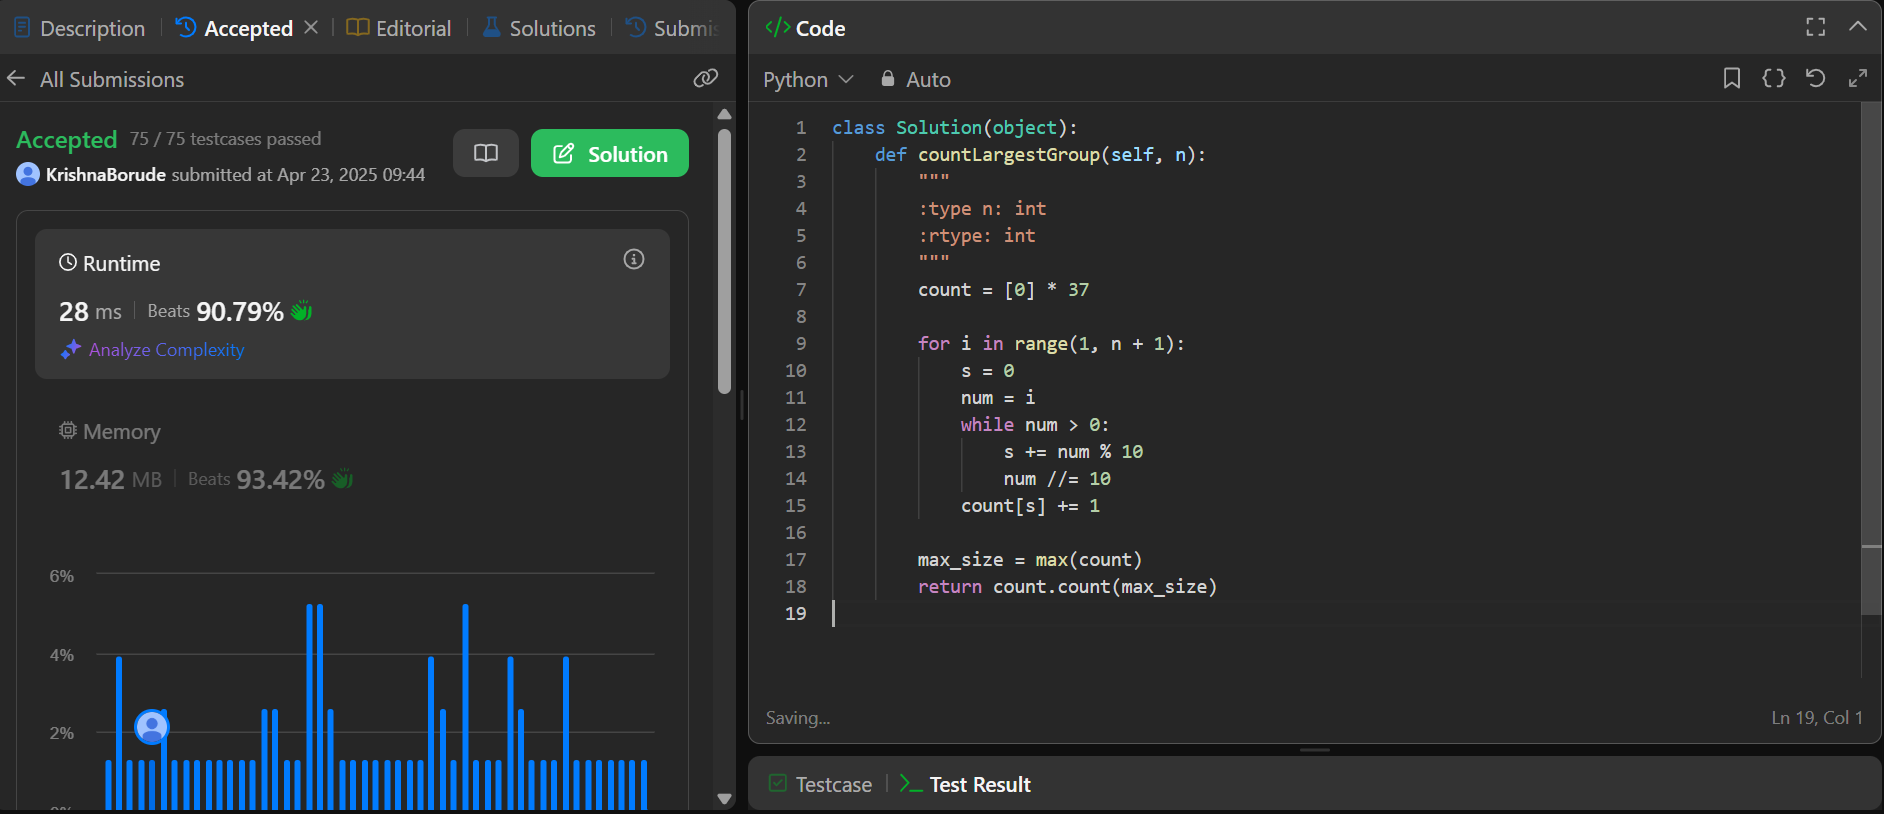 Description
Accepted
Editorial
Solutions
All Submissions
Accepted 75 / 75 testcases passed
KrishnaBorude submitted at Apr 23, 2025 09:44
Solution
Runtime
28 ms Beats 90.79%
Analyze Complexity
Memory
12.42 MB Beats 93.42%
6%
4%
2%
</> Code
Python Auto
1 class Solution(object):
2 def countLargestGroup(self, n):
3 """
4 :type n: int
5 :rtype: int
6 """
7 count = [0] * 37
8
9 for i in range(1, n + 1):
10 s = 0
11 num = i
12 while num > 0:
13 s += num % 10
14 num //= 10
15 count[s] += 1
16
17 max_size = max(count)
18 return count.count(max_size)
19
Saving...
Ln 19, Col 1
Testcase
Test Result